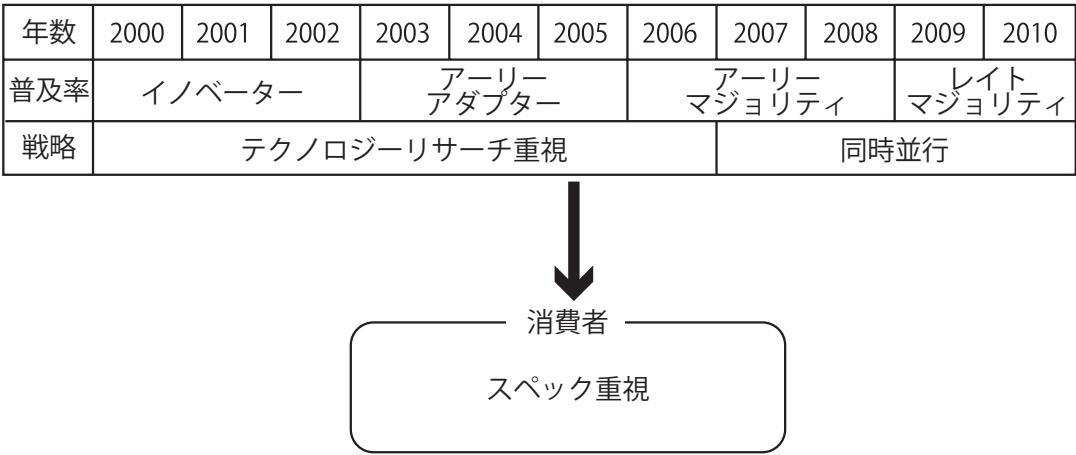 年数 2000 2001 2002 2003 2004 2005 2006 2007 2008 2009 2010
普及率 イノベーター アーリー アダプター アーリー マジョリティ レイト マジョリティ
戦略 テクノロジーリサーチ重視 同時並行
消費者
スペック重視